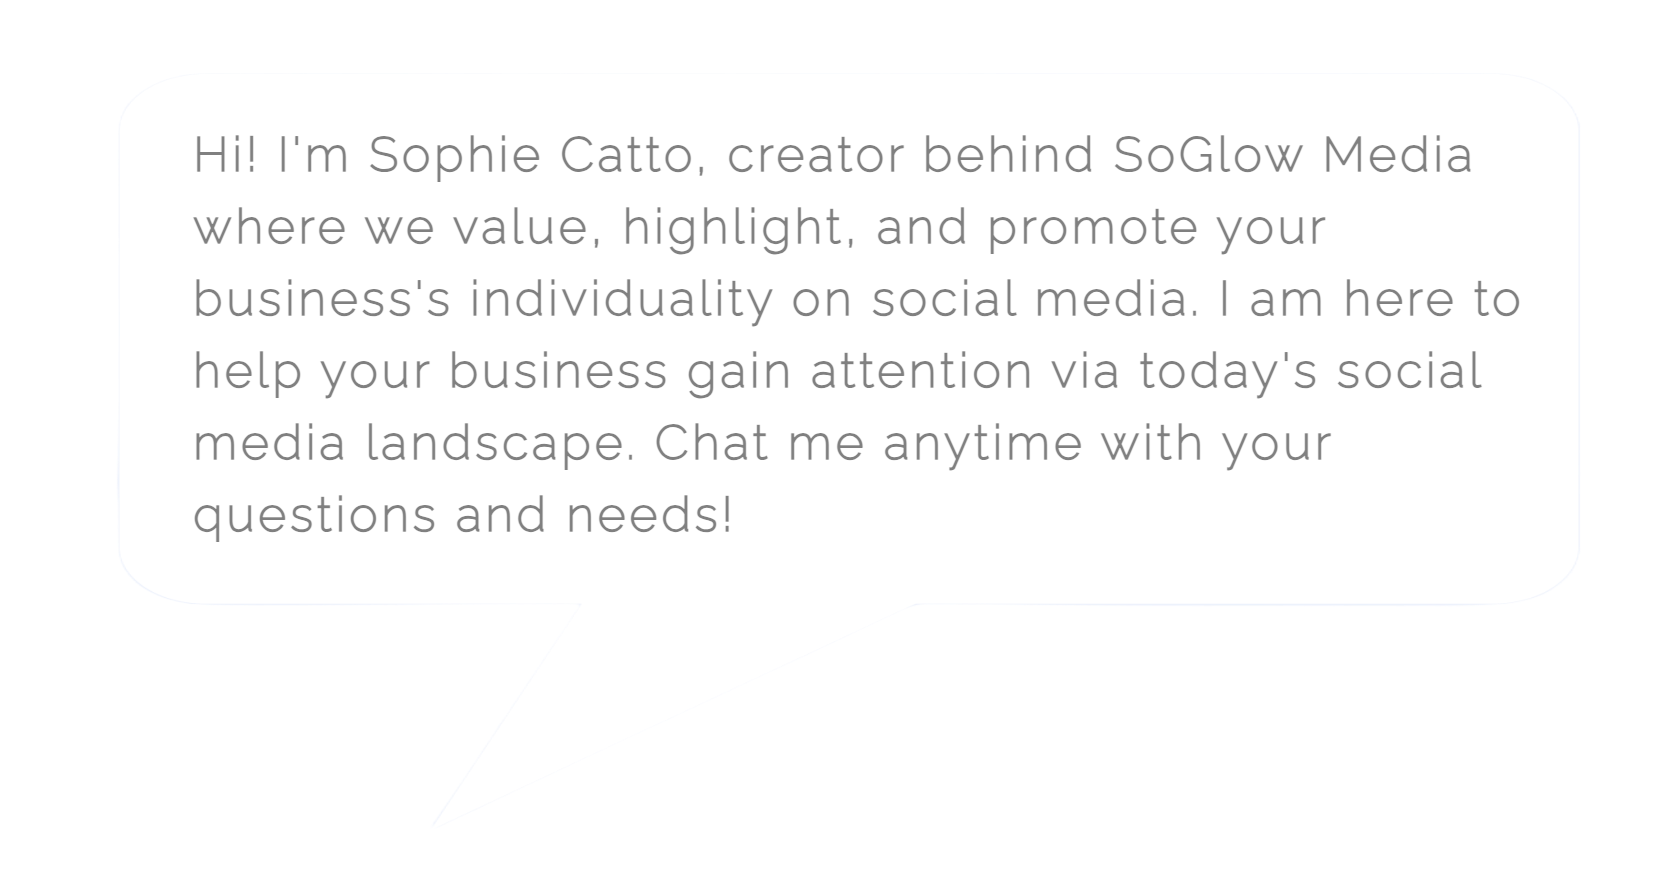 Hi! I'm Sophie Catto, creator behind SoGlow Media
where we value, highlight, and promote your
business's individuality on social media. I am here to
help your business gain attention via today's social
media landscape. Chat me anytime with your
questions and needs!